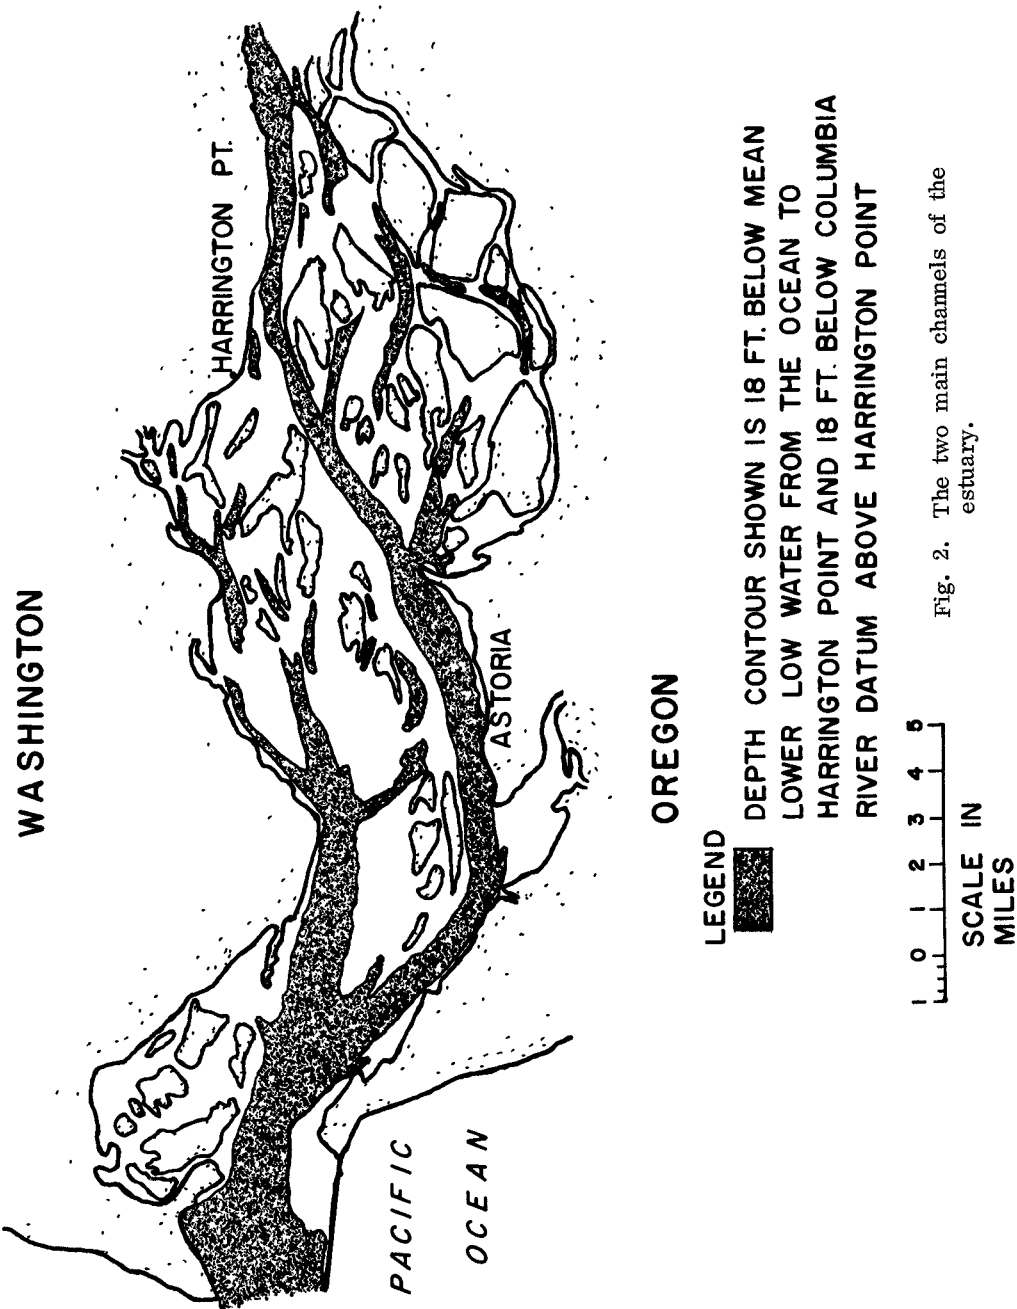 WASHINGTON
HARRINGTON PT.
ASTORIA
OREGON
PACIFIC
OCEAN
LEGEND
DEPTH CONTOUR SHOWN IS 18 FT. BELOW MEAN
LOWER LOW WATER FROM THE OCEAN TO
HARRINGTON POINT AND 18 FT. BELOW COLUMBIA
RIVER DATUM ABOVE HARRINGTON POINT
1 0 1 2 3 4 5
SCALE IN
MILES
Fig. 2. The two main channels of the
estuary.